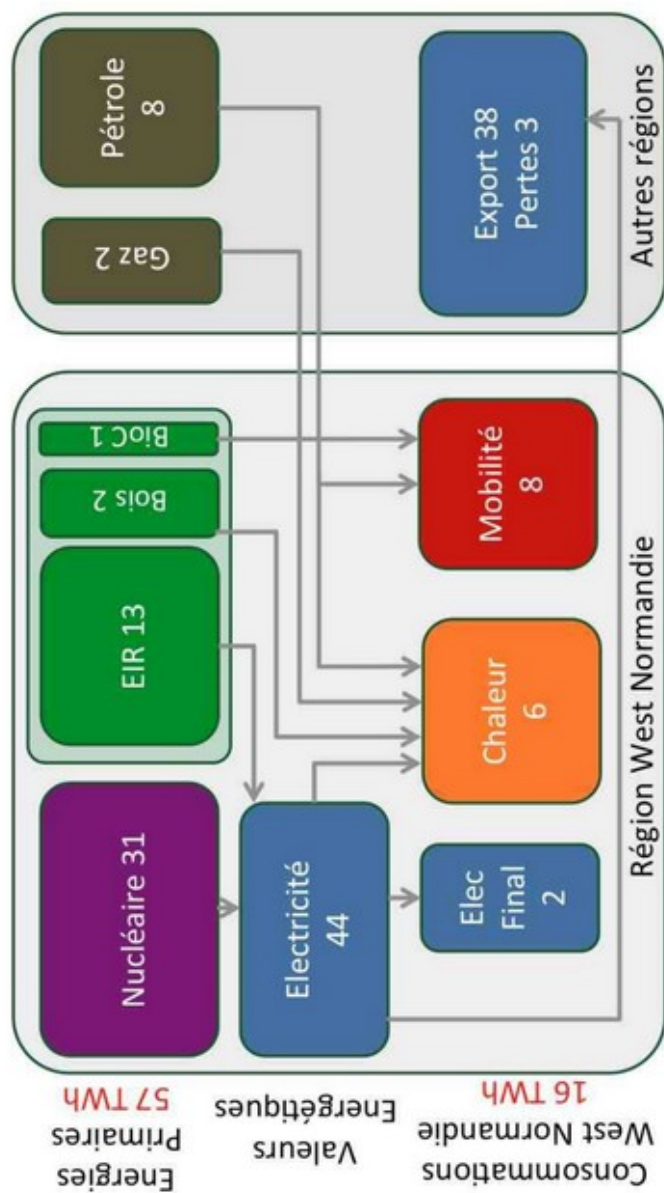 Energies
Primaires
57 TWh
Nucléaire 31
EIR 13
Bois 2
BioC 1
Gaz 2
Pétrole
8
Valeurs
Energétiques
Electricité
44
Consommations
West Normandie
16 TWh
Elec
Final
2
Chaleur
6
Mobilité
8
Export 38
Pertes 3
Région West Normandie
Autres régions